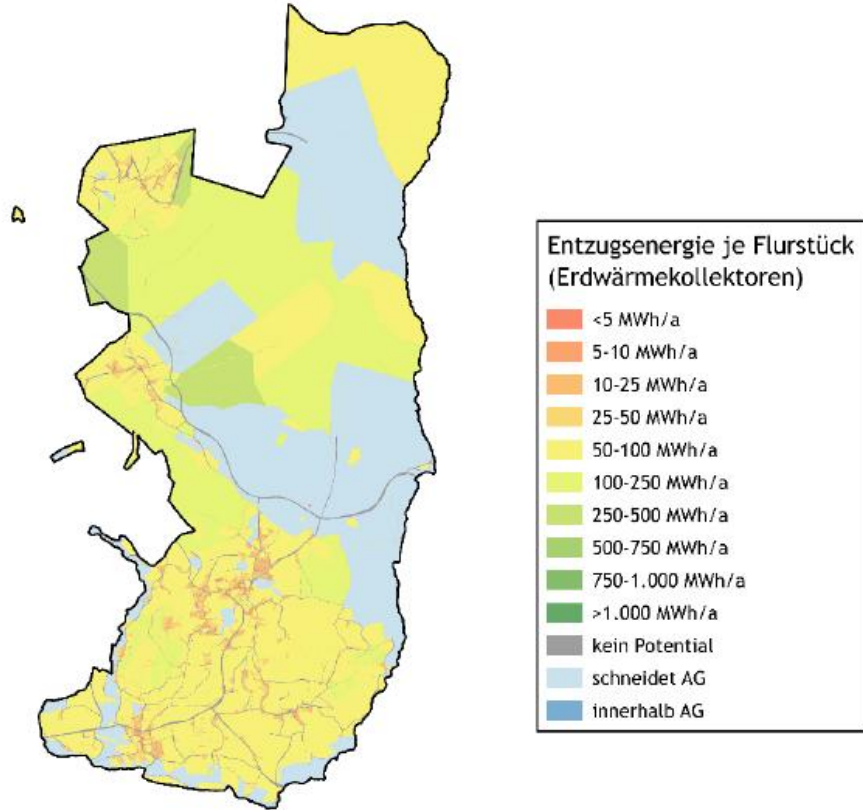 Entzugsenergie je Flurstück
(Erdwärmekollektoren)
<5 MWh/a
5-10 MWh/a
10-25 MWh/a
25-50 MWh/a
50-100 MWh/a
100-250 MWh/a
250-500 MWh/a
500-750 MWh/a
750-1.000 MWh/a
>1.000 MWh/a
kein Potential
schneidet AG
innerhalb AG